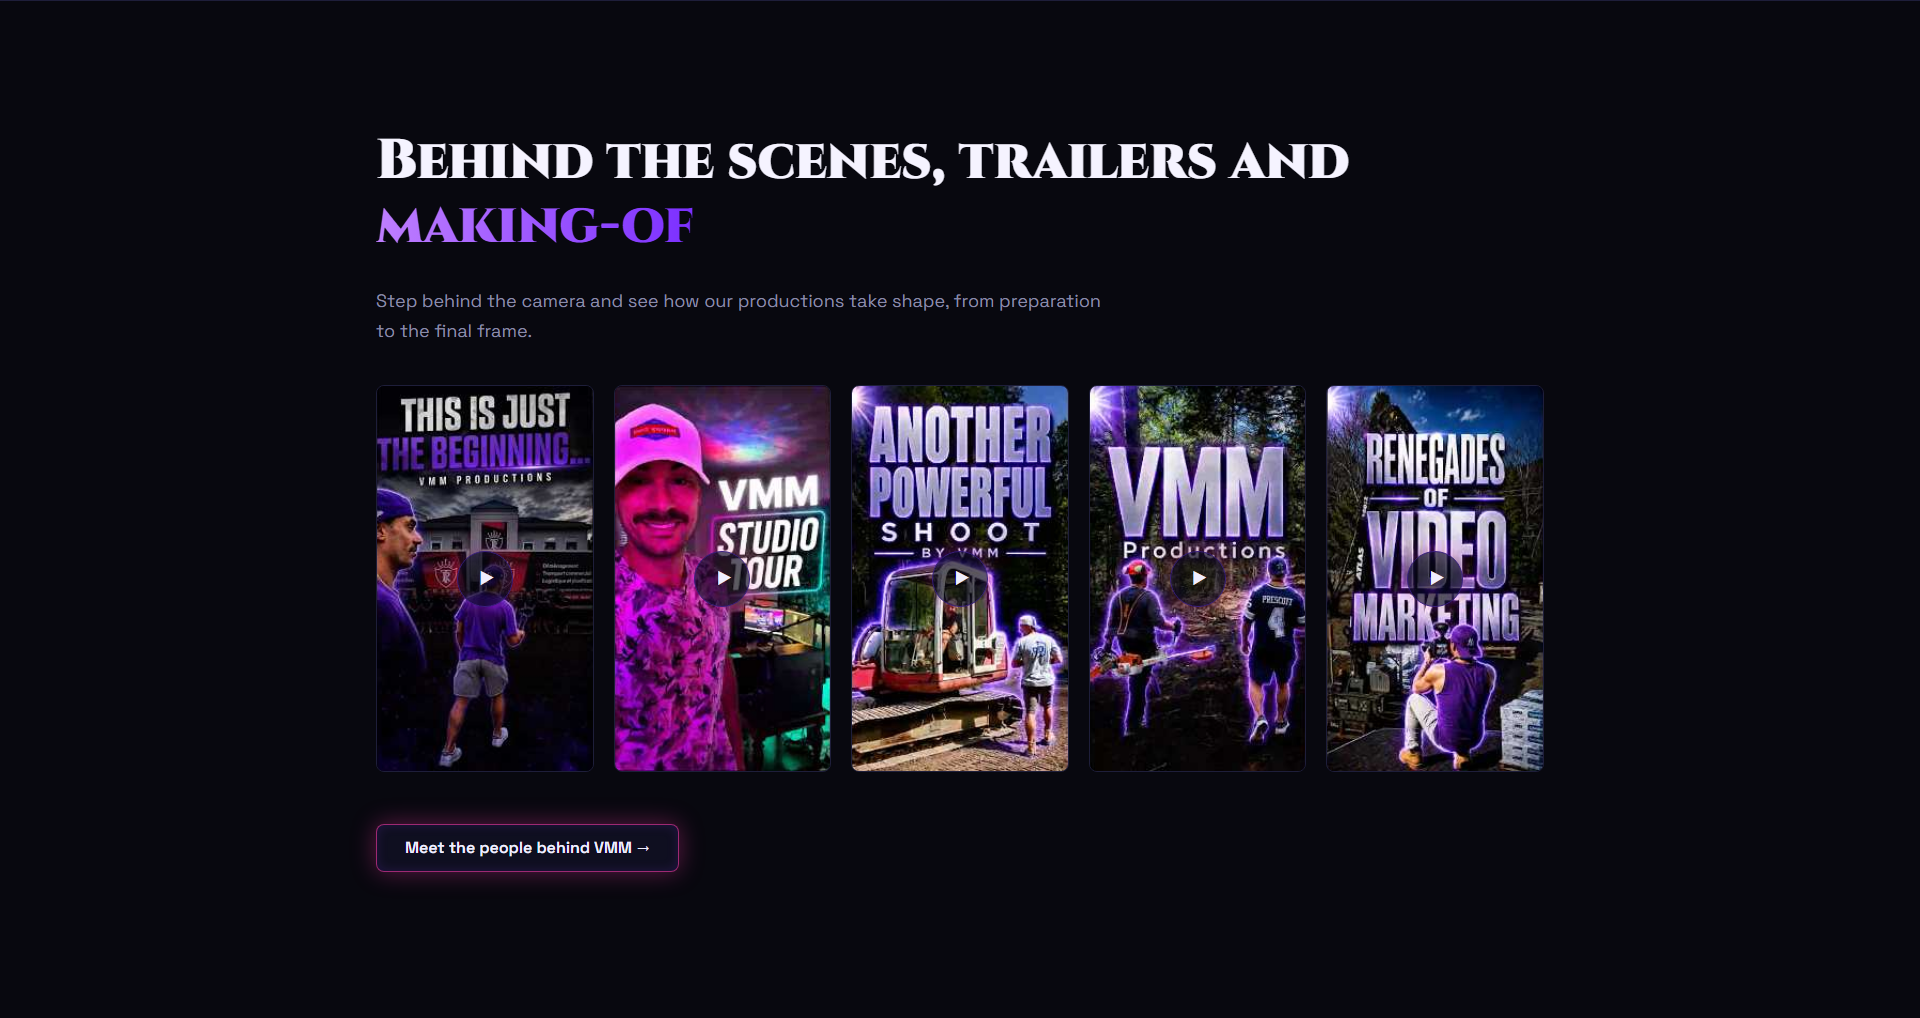 Behind the scenes, trailers and
making-of
Step behind the camera and see how our productions take shape, from preparation
to the final frame.
THIS IS JUST
THE BEGINNING...
VMM PRODUCTIONS
VMM
STUDIO
TOUR
ANOTHER
POWERFUL
SHOOT
BY VMM
VMM
Productions
PRESCOTT
4
RENEGADES
OF
VIDEO
MARKETING
ATLAS
Meet the people behind VMM →